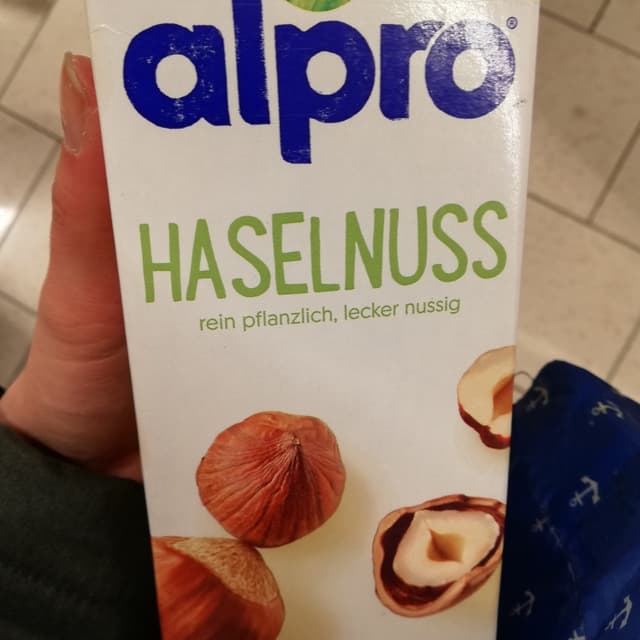 alpro®
HASELNUSS
rein pflanzlich, lecker nussig